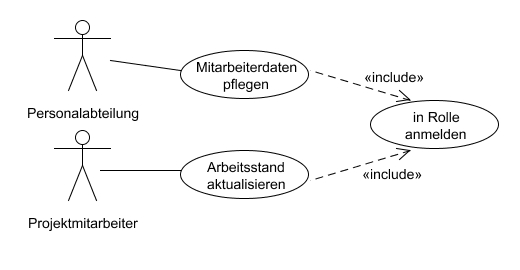 Mitarbeiterdaten
pflegen
«include»
Personalabteilung
in Rolle
anmelden
Arbeitsstand
aktualisieren
«include»
Projektmitarbeiter